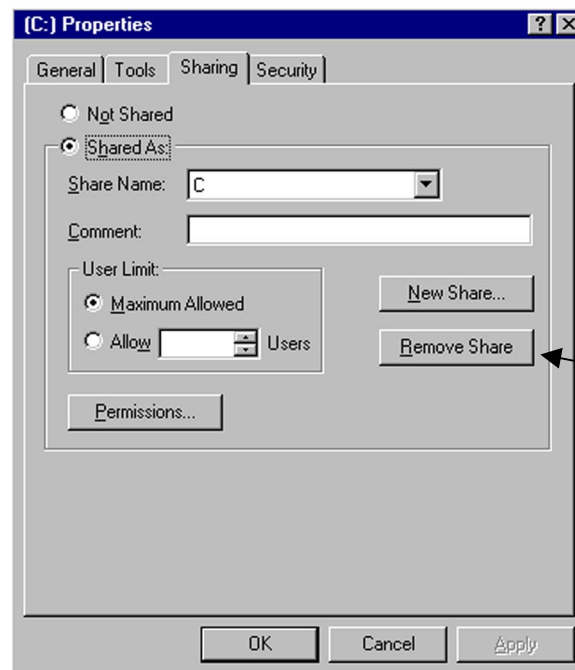 (C:) Properties
General Tools Sharing Security
Not Shared
Shared As:
Share Name: C
Comment:
User Limit:
Maximum Allowed
Allow Users
New Share...
Remove Share
Permissions...
OK Cancel Apply